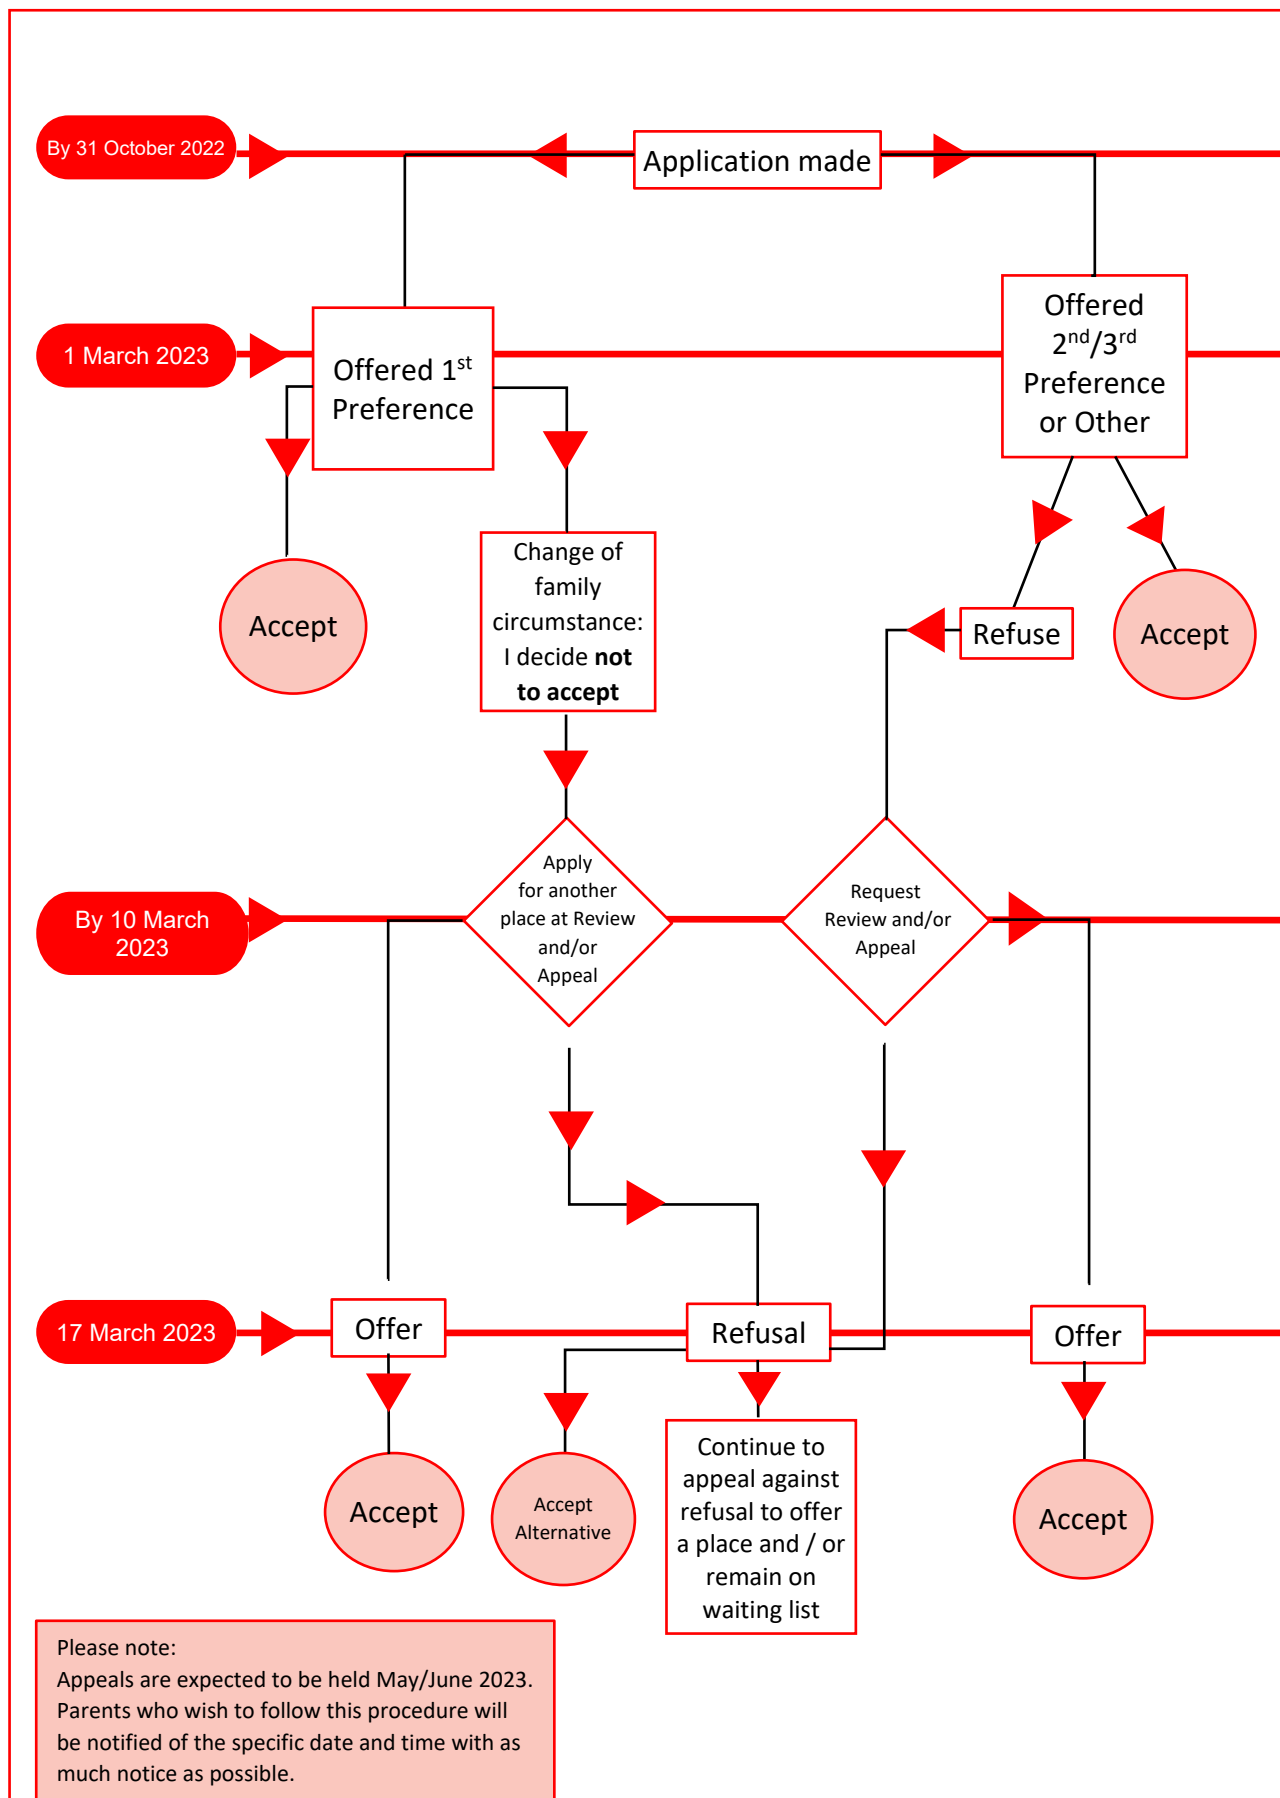 By 31 October 2022
Application made
1 March 2023
Offered 1st
Preference
Offered
2nd/3rd
Preference
or Other
Accept
Change of
family
circumstance:
I decide not
to accept
Refuse
Accept
By 10 March
2023
Apply
for another
place at Review
and/or
Appeal
Request
Review and/or
Appeal
17 March 2023
Offer
Refusal
Offer
Accept
Accept
Alternative
Continue to
appeal against
refusal to offer
a place and / or
remain on
waiting list
Accept
Please note:
Appeals are expected to be held May/June 2023.
Parents who wish to follow this procedure will
be notified of the specific date and time with as
much notice as possible.